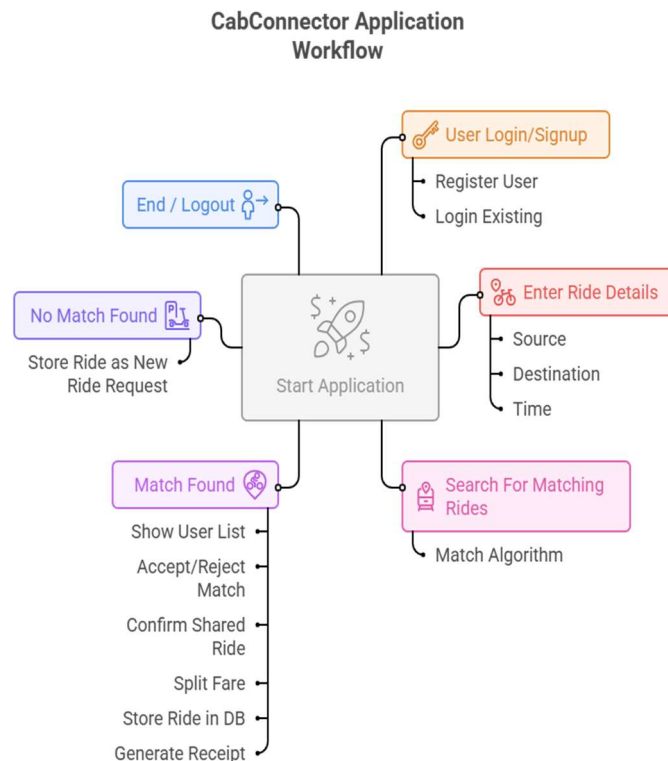 CabConnector Application
Workflow
User Login/Signup
Register User
Login Existing
End / Logout
Enter Ride Details
Source
Destination
Time
No Match Found
P
Store Ride as New
Ride Request
$
$
Start Application
Match Found
Show User List
Accept/Reject
Match
Confirm Shared
Ride
Split Fare
Store Ride in DB
Generate Receipt
Search For Matching
Rides
Match Algorithm